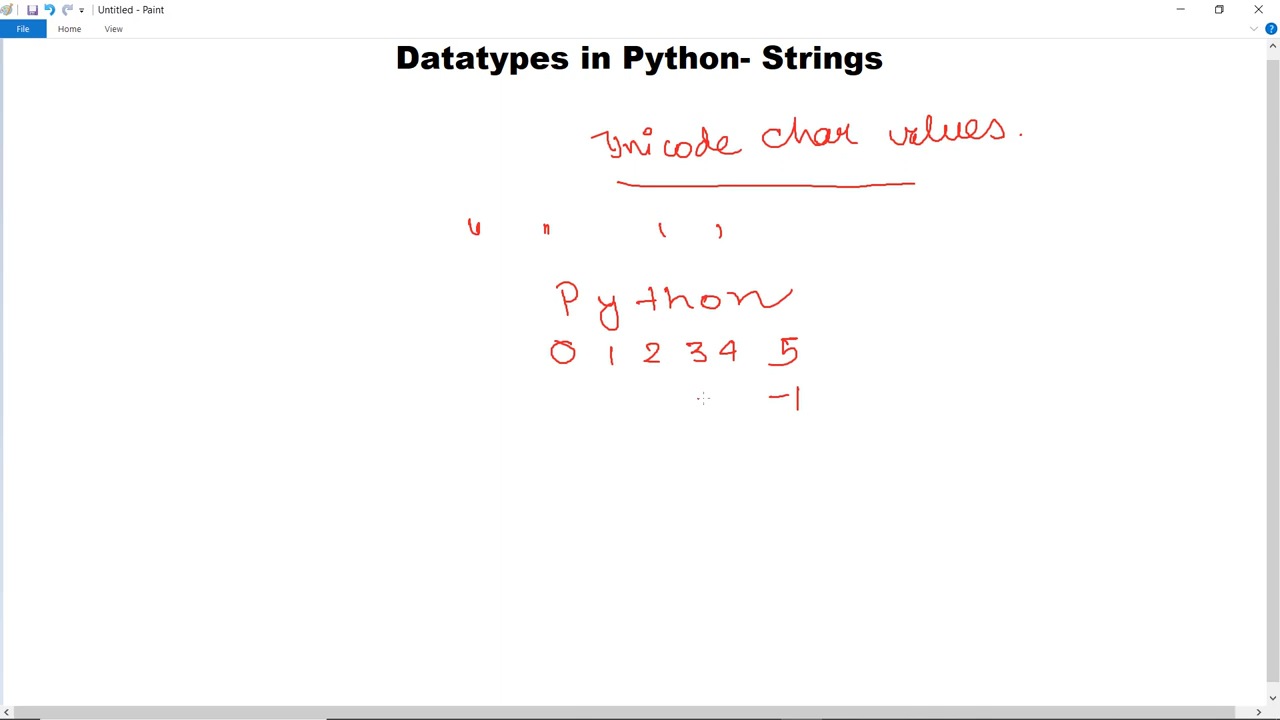 Untitled - Paint
File Home View
Datatypes in Python- Strings
Unicode char values.
" " ' '
Python
0 1 2 3 4 5
-1